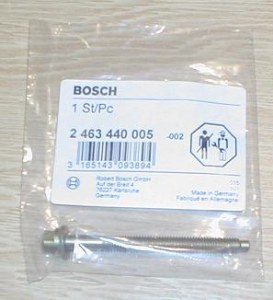 BOSCH
1 St/Pc
2 463 440 005 -002
3 165143 093894
Robert Bosch GmbH
Auf der Breit 4
76227 Karlsruhe
Germany
Made in Germany
Fabriqué en Allemagne